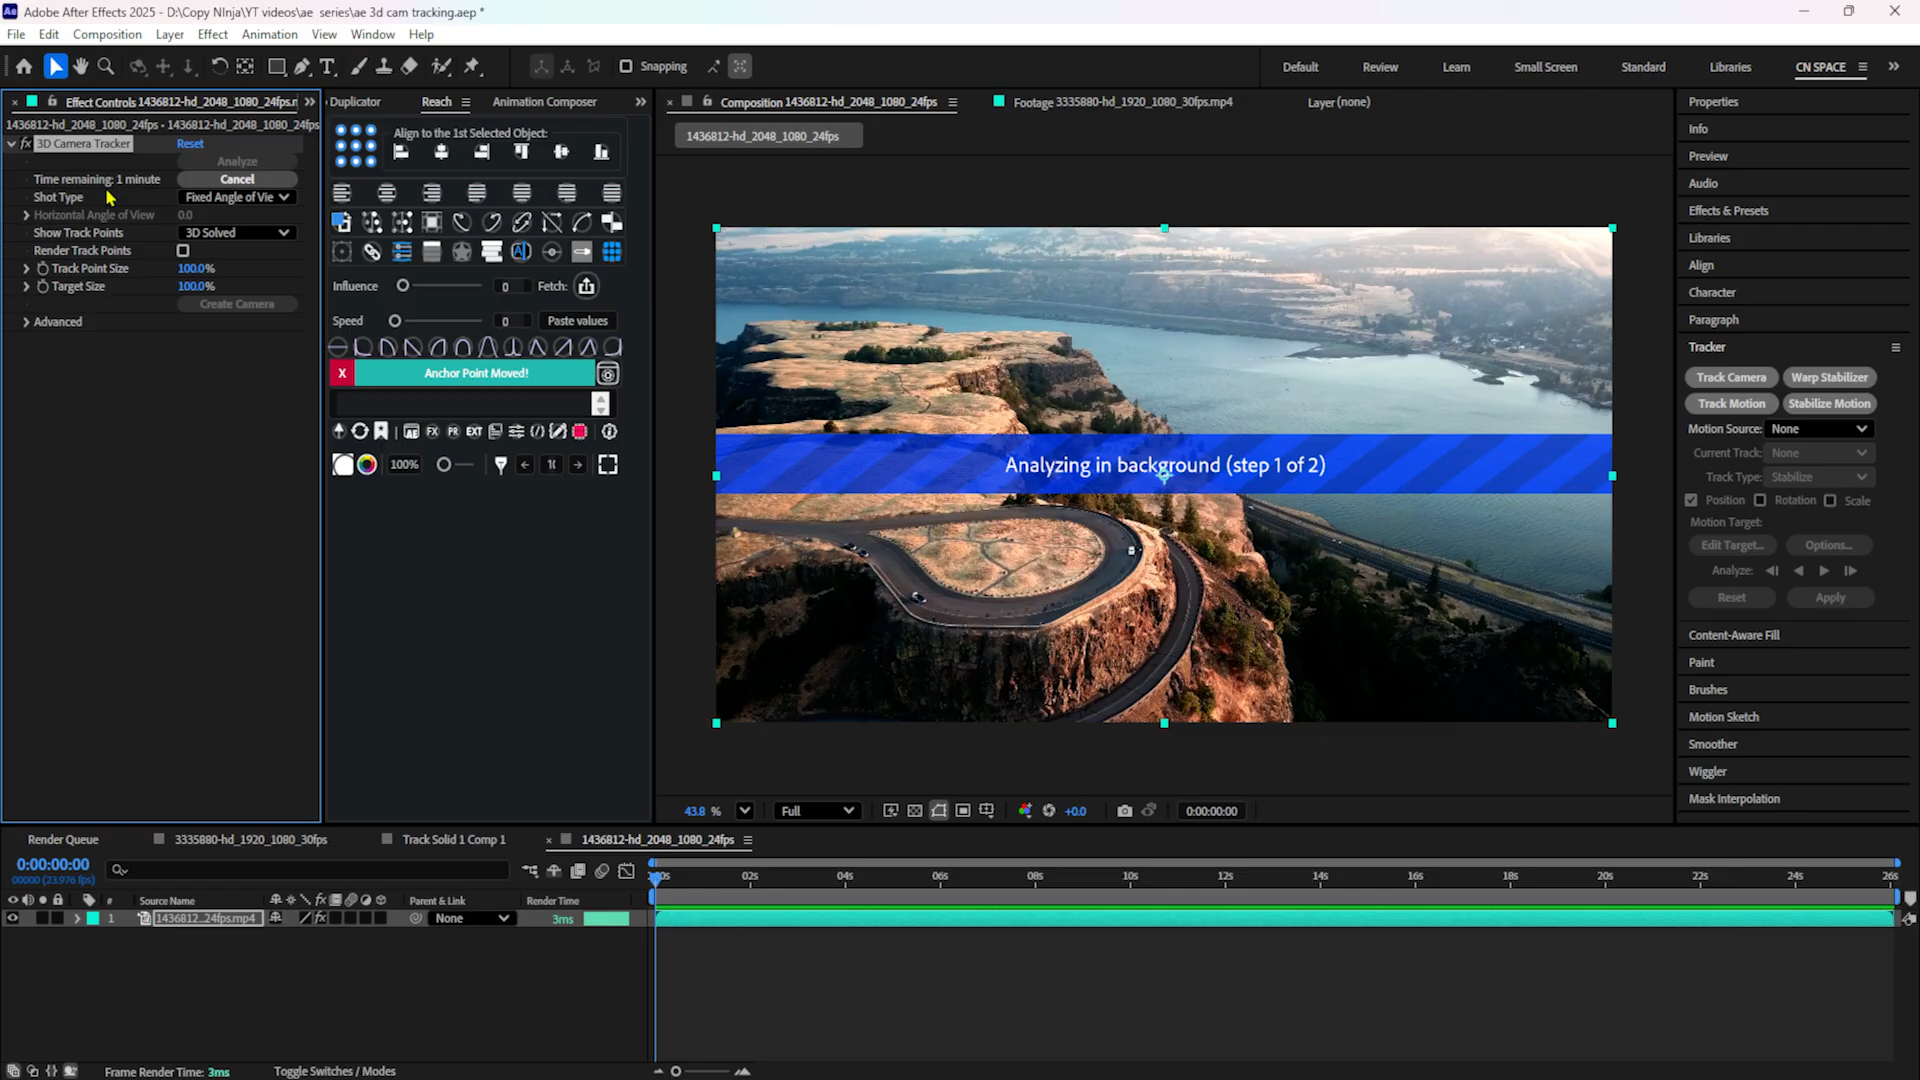 Adobe After Effects 2025 - D:\Copy NInja\YT videos\ae series\ae 3d cam tracking.aep *
File Edit Composition Layer Effect Animation View Window Help
Snapping
Default Review Learn Small Screen Standard Libraries CN SPACE
Effect Controls 1436812-hd_2048_1080_24fps.r
1436812-hd_2048_1080_24fps • 1436812-hd_2048_1080_24fps
fx 3D Camera Tracker Reset
Analyze
Time remaining: 1 minute Cancel
Shot Type Fixed Angle of Vie
Horizontal Angle of View 0.0
Show Track Points 3D Solved
Render Track Points
Track Point Size 100.0%
Target Size 100.0%
Create Camera
Advanced
Duplicator Reach Animation Composer
Align to the 1st Selected Object:
Influence 0 Fetch:
Speed 0 Paste values
X Anchor Point Moved!
FX PR EXT
100%
Composition 1436812-hd_2048_1080_24fps Footage 3335880-hd_1920_1080_30fps.mp4 Layer (none)
1436812-hd_2048_1080_24fps
Analyzing in background (step 1 of 2)
43.8 % Full +0.0 0:00:00:00
Properties
Info
Preview
Audio
Effects & Presets
Libraries
Align
Character
Paragraph
Tracker
Track Camera Warp Stabilizer
Track Motion Stabilize Motion
Motion Source: None
Current Track: None
Track Type: Stabilize
Position Rotation Scale
Motion Target:
Edit Target... Options...
Analyze:
Reset Apply
Content-Aware Fill
Paint
Brushes
Motion Sketch
Smoother
Wiggler
Mask Interpolation
Render Queue 3335880-hd_1920_1080_30fps Track Solid 1 Comp 1 1436812-hd_2048_1080_24fps
0:00:00:00
00000 (23.976 fps)
02s 04s 06s 08s 10s 12s 14s 16s 18s 20s 22s 24s 26s
# Source Name fx Parent & Link Render Time
1 1436812_24fps.mp4 fx None 3ms
Frame Render Time: 3ms Toggle Switches / Modes